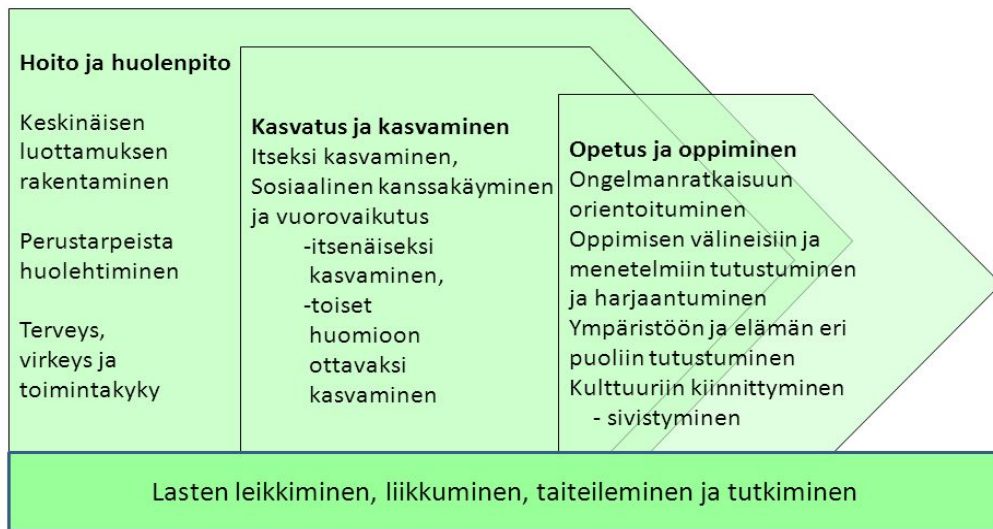 Hoito ja huolenpito
Keskinäisen
luottamuksen
rakentaminen
Perustarpeista
huolehtiminen
Terveys,
virkeys ja
toimintakyky
Kasvatus ja kasvaminen
Itseksi kasvaminen,
Sosiaalinen kanssakäyminen
ja vuorovaikutus
-itsenäiseksi
kasvaminen,
-toiset
huomioon
ottavaksi
kasvaminen
Opetus ja oppiminen
Ongelmanratkaisuun
orientoituminen
Oppimisen välineisiin ja
menetelmiin tutustuminen
ja harjaantuminen
Ympäristöön ja elämän eri
puoliin tutustuminen
Kulttuuriin kiinnittyminen
- sivistyminen
Lasten leikkiminen, liikkuminen, taiteileminen ja tutkiminen